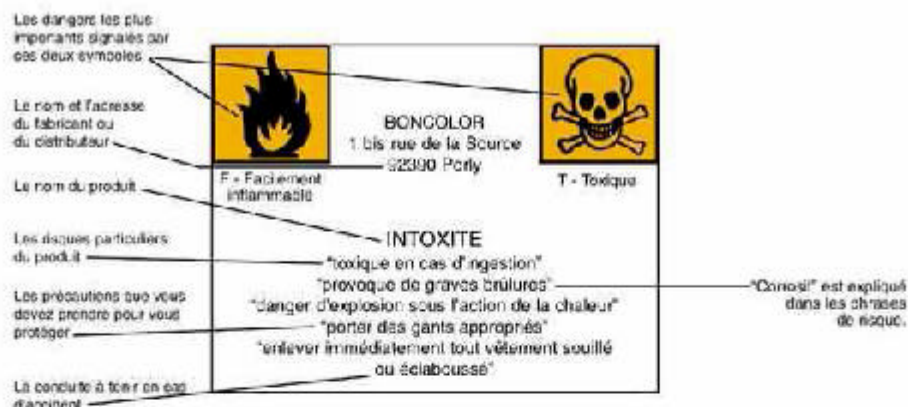 Les dangers les plus
importants signalés par
ces deux symboles
Le nom et l'acresse
du fabricant ou
du distributeur
Le nom du produit
Les risques particuliers
du produit
Les précautions que vous
devez prendre pour vous
protéger
La conduite à tenir en cas
d'accident
BONCOLOR
1 bis rue de la Source
92390 Porly
F - Facilement
inflammable
T - Toxique
INTOXITE
"toxique en cas d'ingestion"
"provoque de graves brûlures"
"danger d'explosion sous l'action de la chaleur"
"porter des gants appropriés"
"enlever immédiatement tout vêtement souillé
ou éclaboussé"
"Corrosif" est expliqué
dans les phrases
de risque.